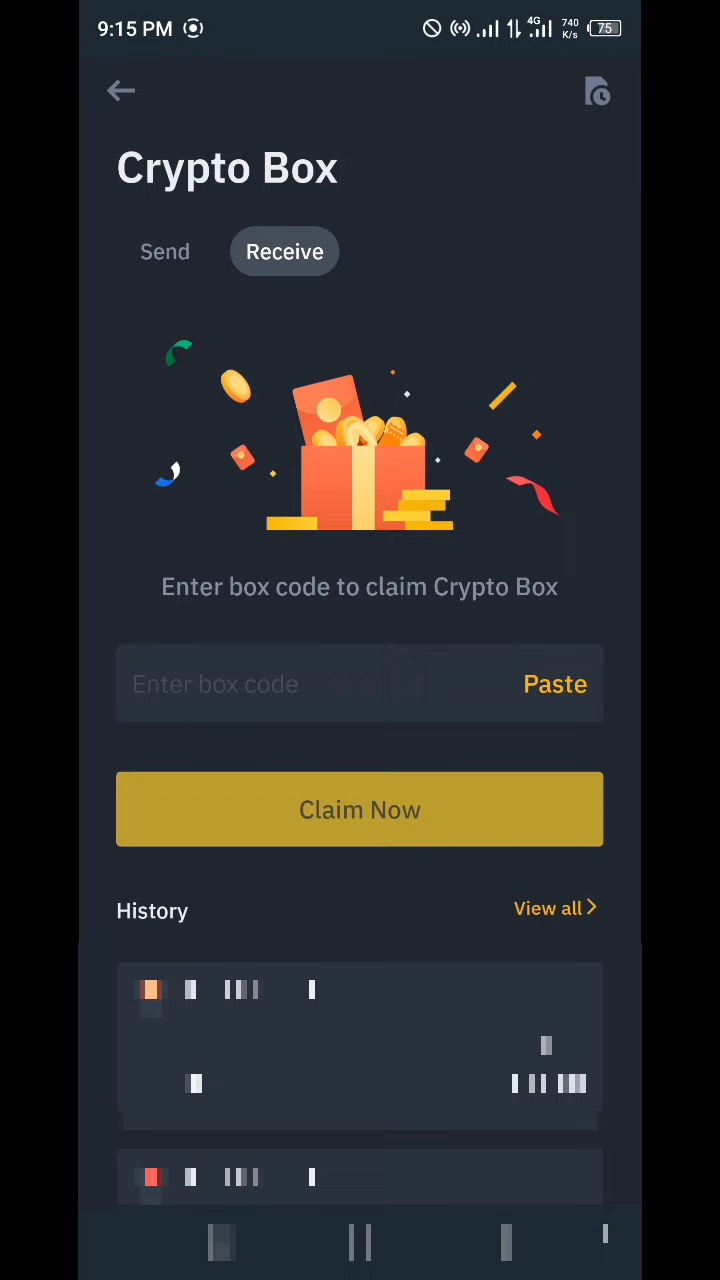 9:15 PM 4G 740 K/s 75
Crypto Box
Send Receive
Enter box code to claim Crypto Box
Enter box code Paste
Claim Now
History View all